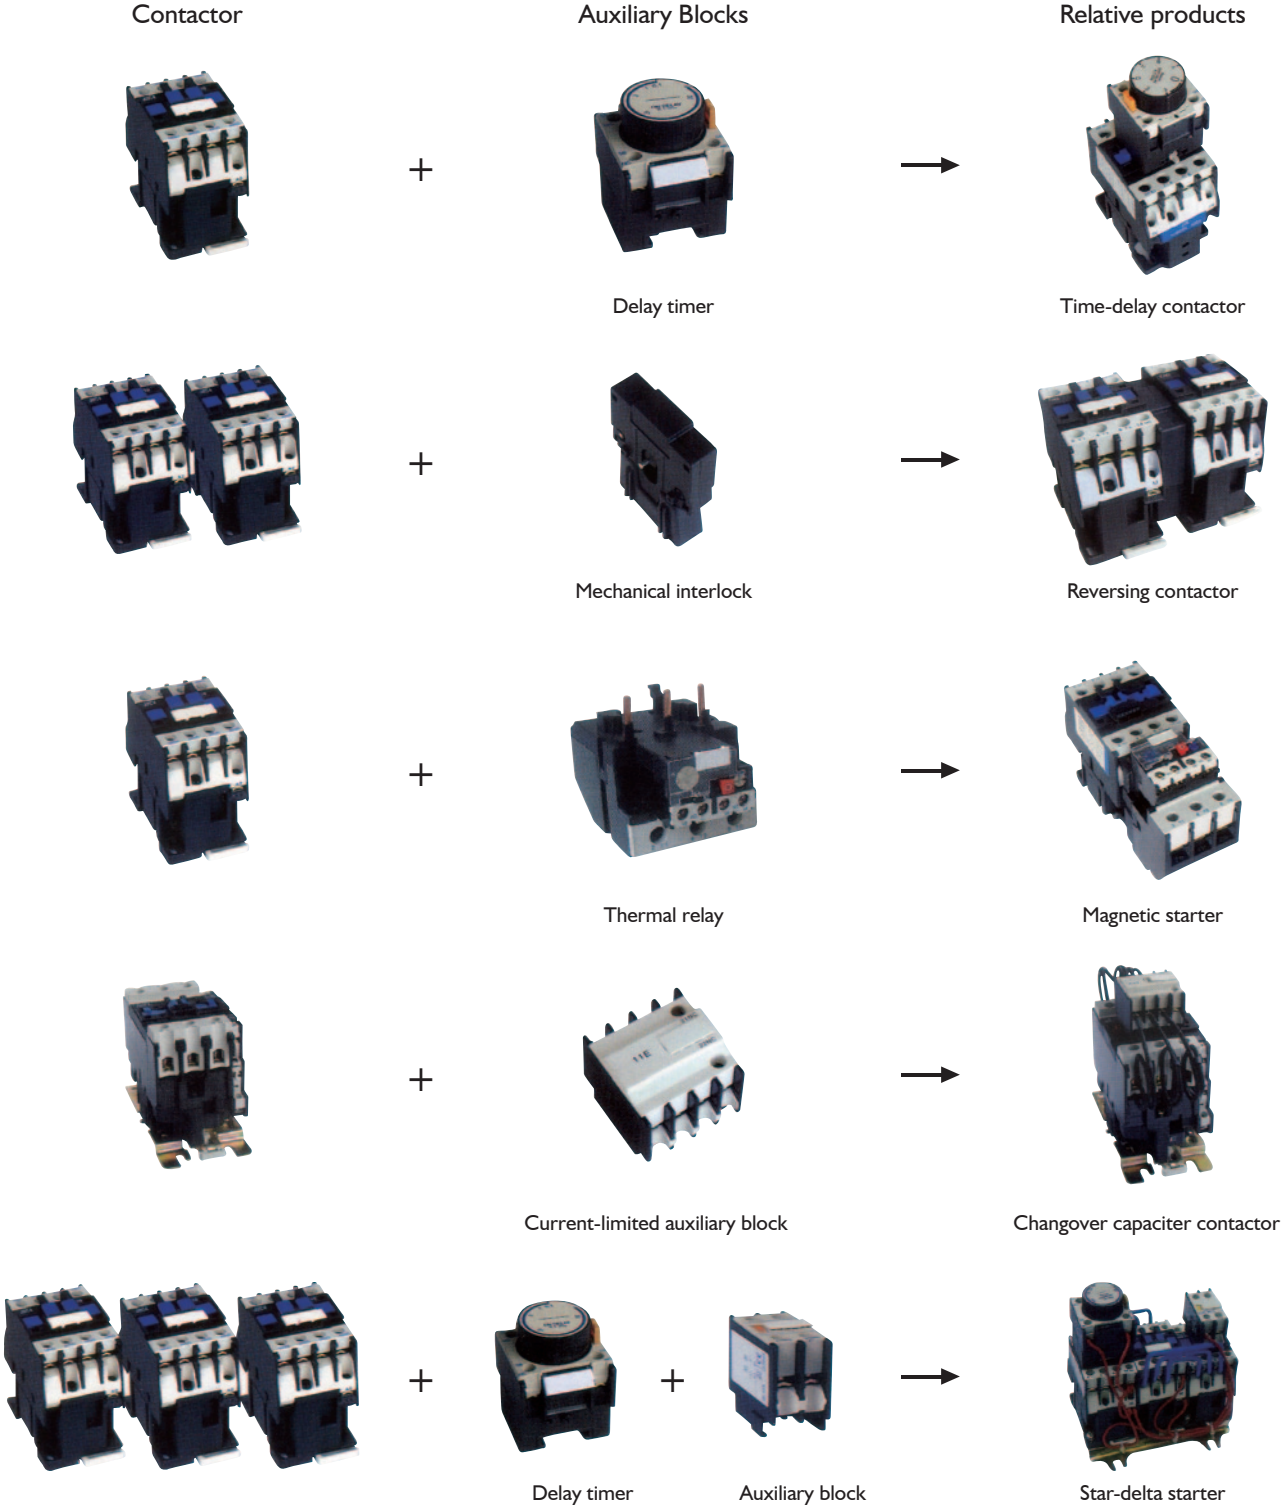 Contactor Auxiliary Blocks Relative products
Delay timer Time-delay contactor
Mechanical interlock Reversing contactor
Thermal relay Magnetic starter
11E
Current-limited auxiliary block Changover capaciter contactor
Delay timer Auxiliary block Star-delta starter